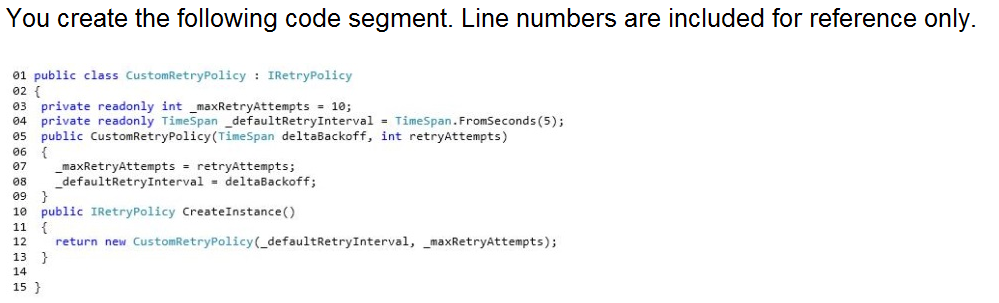 You create the following code segment. Line numbers are included for reference only.
01 public class CustomRetryPolicy : IRetryPolicy
02 {
03 private readonly int _maxRetryAttempts = 10;
04 private readonly TimeSpan _defaultRetryInterval = TimeSpan.FromSeconds(5);
05 public CustomRetryPolicy(TimeSpan deltaBackoff, int retryAttempts)
06 {
07 _maxRetryAttempts = retryAttempts;
08 _defaultRetryInterval = deltaBackoff;
09 }
10 public IRetryPolicy CreateInstance()
11 {
12 return new CustomRetryPolicy(_defaultRetryInterval, _maxRetryAttempts);
13 }
14
15 }